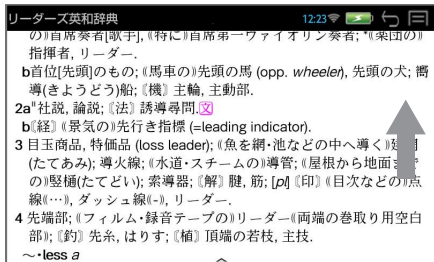 リーダーズ英和辞典 12:23
の》首席奏者[歌手], 《特に》首席第一ヴァイオリン奏者; *《楽団の》
指揮者, リーダー.
b首位[先頭]のもの; 《馬車の》先頭の馬 (opp. wheeler), 先頭の犬; 嚮
導(きょうどう)船; 〘機〙 主輪, 主動部.
2a"社説, 論説; 〘法〙 誘導尋問.文
b〘経〙 《景気の》先行き指標 (=leading indicator).
3 目玉商品, 特価品 (loss leader); 《魚を網・池などの中へ導く》
(たてあみ); 導火線; 《水道・スチームの》導管; 《屋根から地面まで
の》竪樋(たてどい); 索導器; 〘解〙 腱, 筋; [pl] 〘印〙 《目次などの》点
線《…》, ダッシュ線《-》, リーダー.
4 先端部; 《フィルム・録音テープの》リーダー《両端の巻取り用空白
部》; 〘釣〙 先糸, はりす; 〘植〙 頂端の若枝, 主技.
～・less a